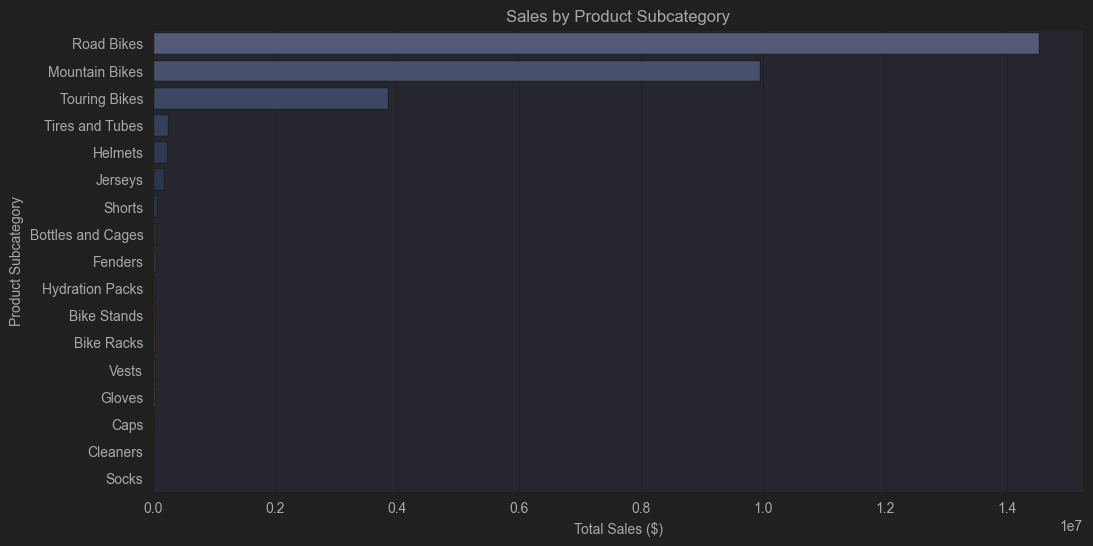 Sales by Product Subcategory
Product Subcategory
Road Bikes
Mountain Bikes
Touring Bikes
Tires and Tubes
Helmets
Jerseys
Shorts
Bottles and Cages
Fenders
Hydration Packs
Bike Stands
Bike Racks
Vests
Gloves
Caps
Cleaners
Socks
0.0 0.2 0.4 0.6 0.8 1.0 1.2 1.4
1e7
Total Sales ($)